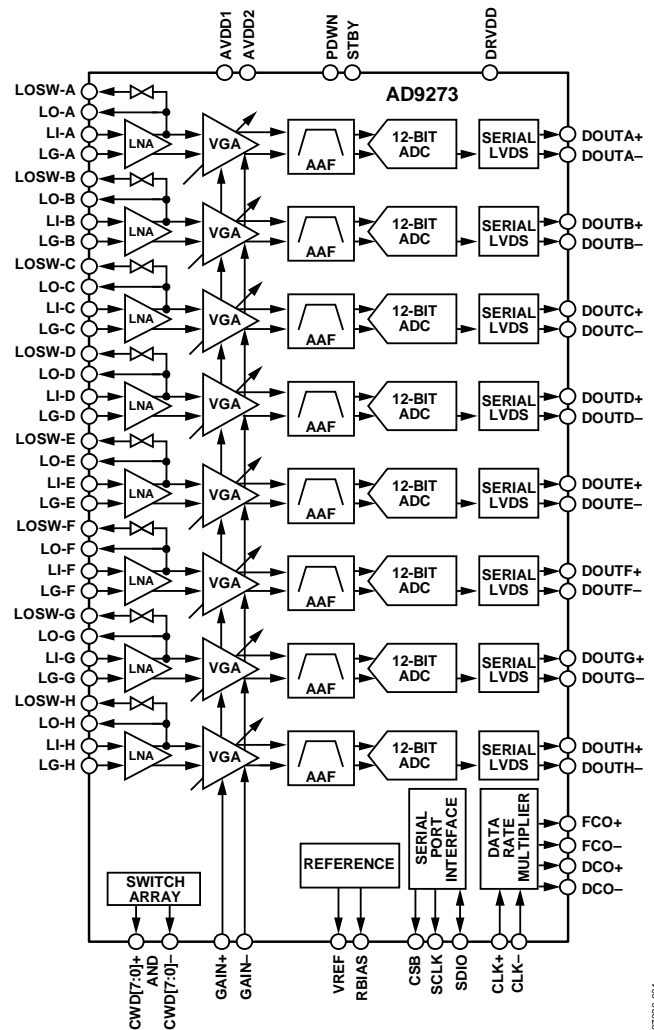 AVDD1
AVDD2
PDWN
STBY
DRVDD
AD9273
LOSW-A
LO-A
LI-A
LG-A
LNA
VGA
AAF
12-BIT
ADC
SERIAL
LVDS
DOUTA+
DOUTA–
LOSW-B
LO-B
LI-B
LG-B
LNA
VGA
AAF
12-BIT
ADC
SERIAL
LVDS
DOUTB+
DOUTB–
LOSW-C
LO-C
LI-C
LG-C
LNA
VGA
AAF
12-BIT
ADC
SERIAL
LVDS
DOUTC+
DOUTC–
LOSW-D
LO-D
LI-D
LG-D
LNA
VGA
AAF
12-BIT
ADC
SERIAL
LVDS
DOUTD+
DOUTD–
LOSW-E
LO-E
LI-E
LG-E
LNA
VGA
AAF
12-BIT
ADC
SERIAL
LVDS
DOUTE+
DOUTE–
LOSW-F
LO-F
LI-F
LG-F
LNA
VGA
AAF
12-BIT
ADC
SERIAL
LVDS
DOUTF+
DOUTF–
LOSW-G
LO-G
LI-G
LG-G
LNA
VGA
AAF
12-BIT
ADC
SERIAL
LVDS
DOUTG+
DOUTG–
LOSW-H
LO-H
LI-H
LG-H
LNA
VGA
AAF
12-BIT
ADC
SERIAL
LVDS
DOUTH+
DOUTH–
SWITCH
ARRAY
REFERENCE
SERIAL
PORT
INTERFACE
DATA
RATE
MULTIPLIER
FCO+
FCO–
DCO+
DCO–
CWD[7:0]+
AND
CWD[7:0]–
GAIN+
GAIN–
VREF
RBIAS
CSB
SCLK
SDIO
CLK+
CLK–